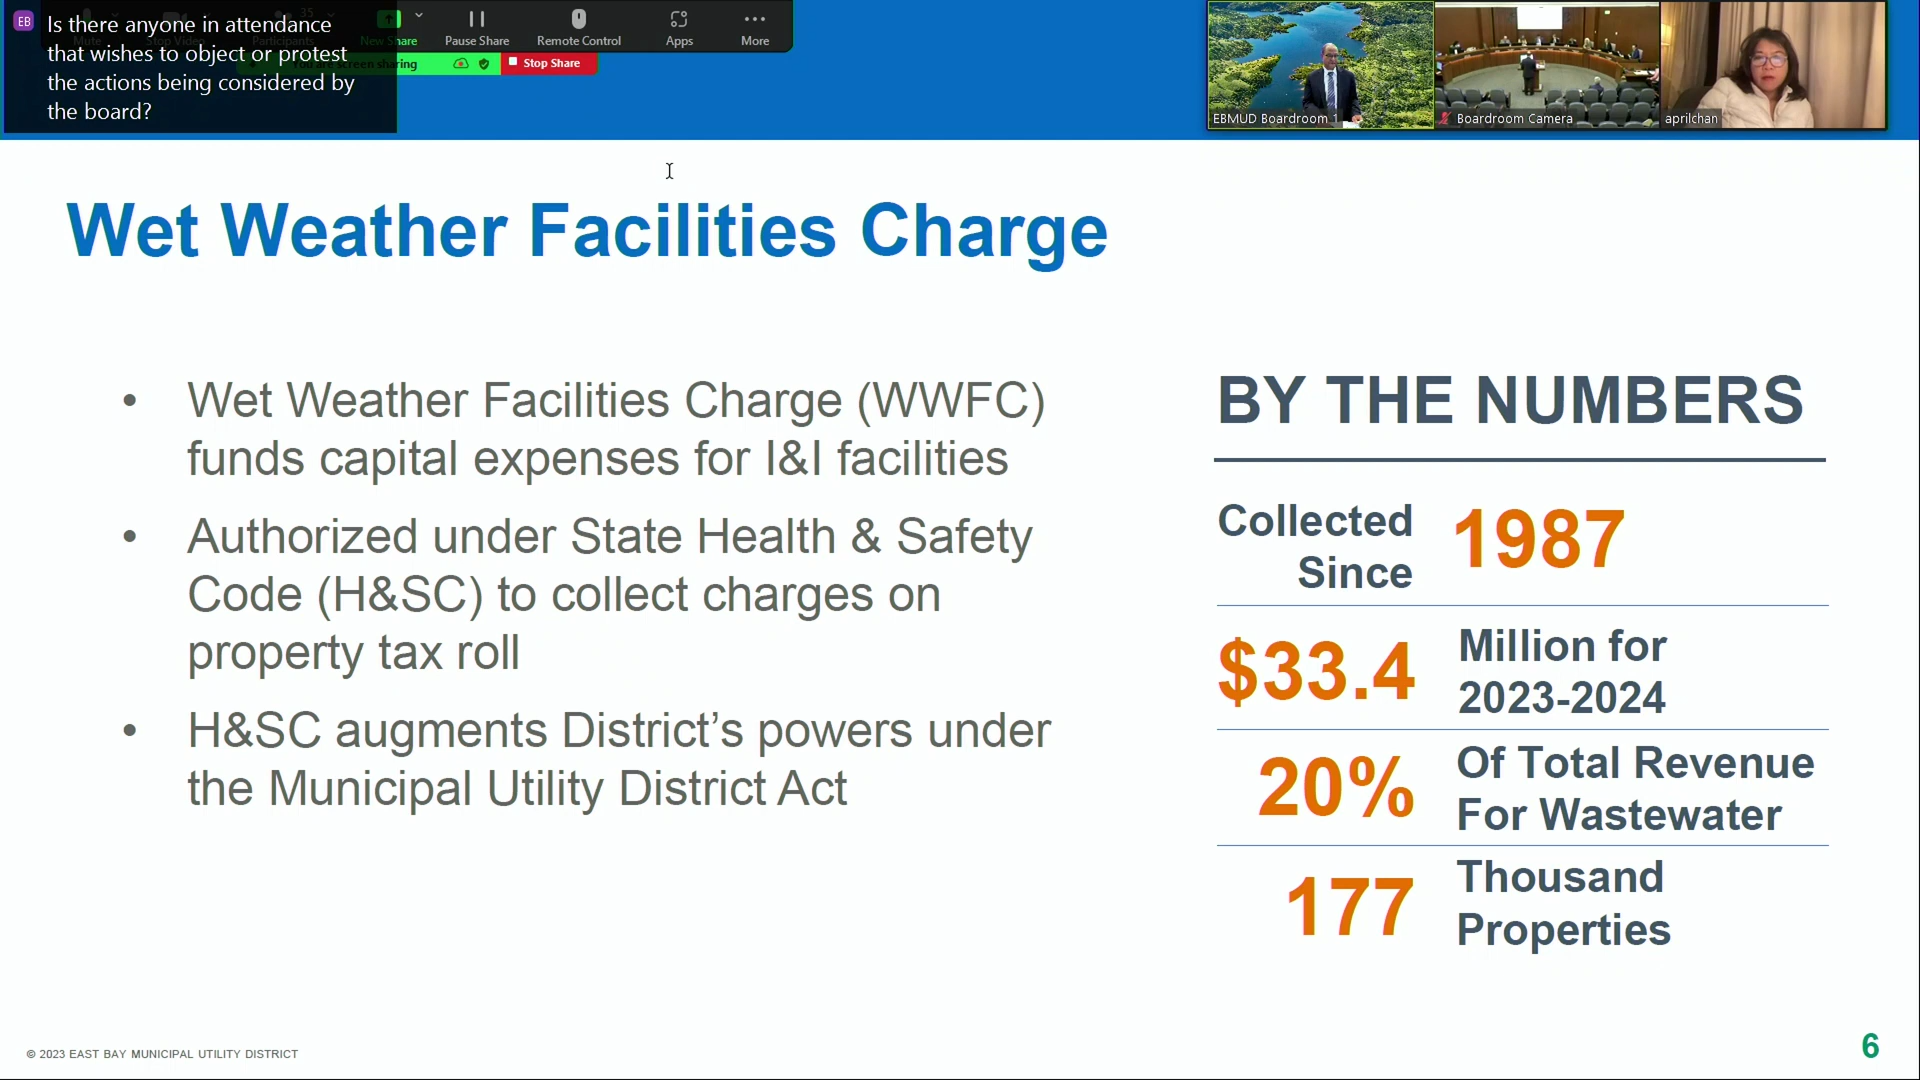 EB
Is there anyone in attendance
that wishes to object or protest
the actions being considered by
the board?
New Share
Pause Share
Remote Control
Apps
More
screen sharing
Stop Share
EBMUD Boardroom 1
Boardroom Camera
aprilchan
Wet Weather Facilities Charge
• Wet Weather Facilities Charge (WWFC)
funds capital expenses for I&I facilities
• Authorized under State Health & Safety
Code (H&SC) to collect charges on
property tax roll
• H&SC augments District’s powers under
the Municipal Utility District Act
BY THE NUMBERS
Collected
Since
1987
$33.4
Million for
2023-2024
20%
Of Total Revenue
For Wastewater
177
Thousand
Properties
© 2023 EAST BAY MUNICIPAL UTILITY DISTRICT
6